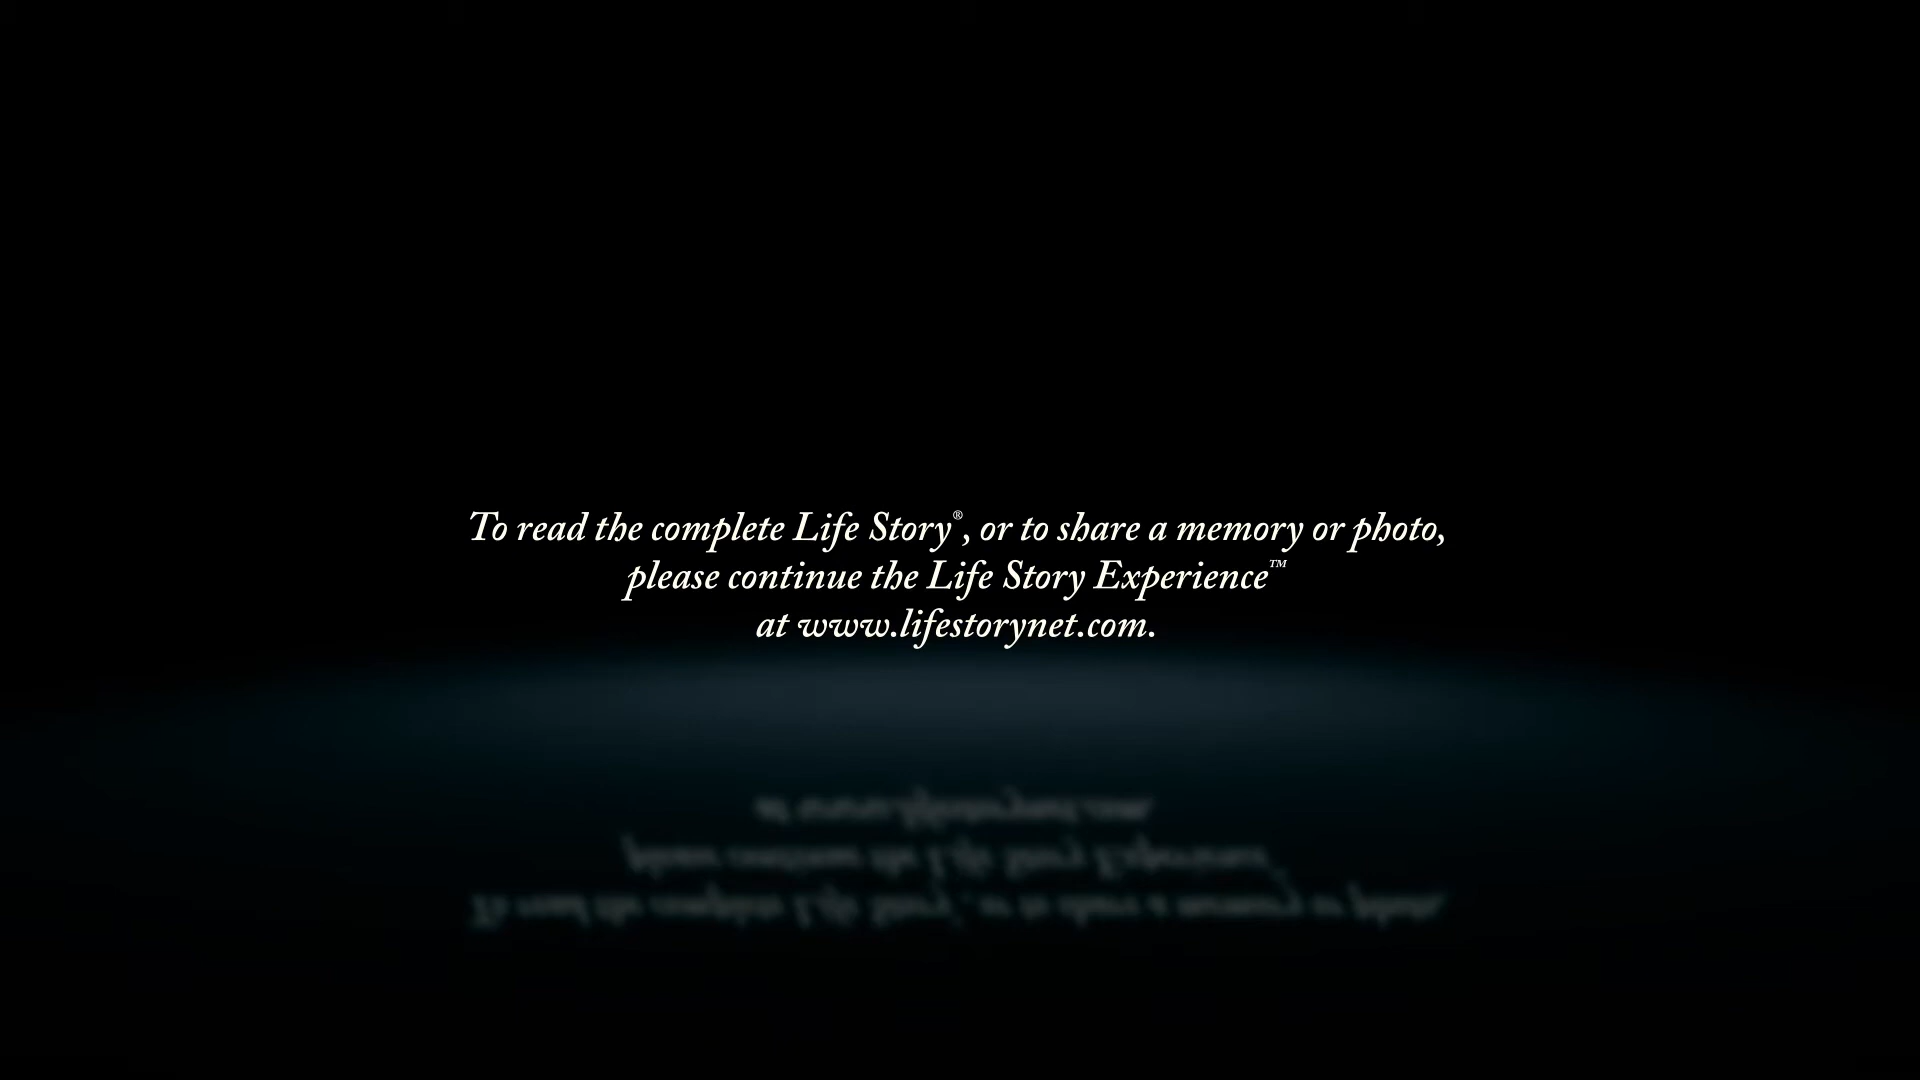 To read the complete Life Story®, or to share a memory or photo,
please continue the Life Story Experience™
at www.lifestorynet.com.